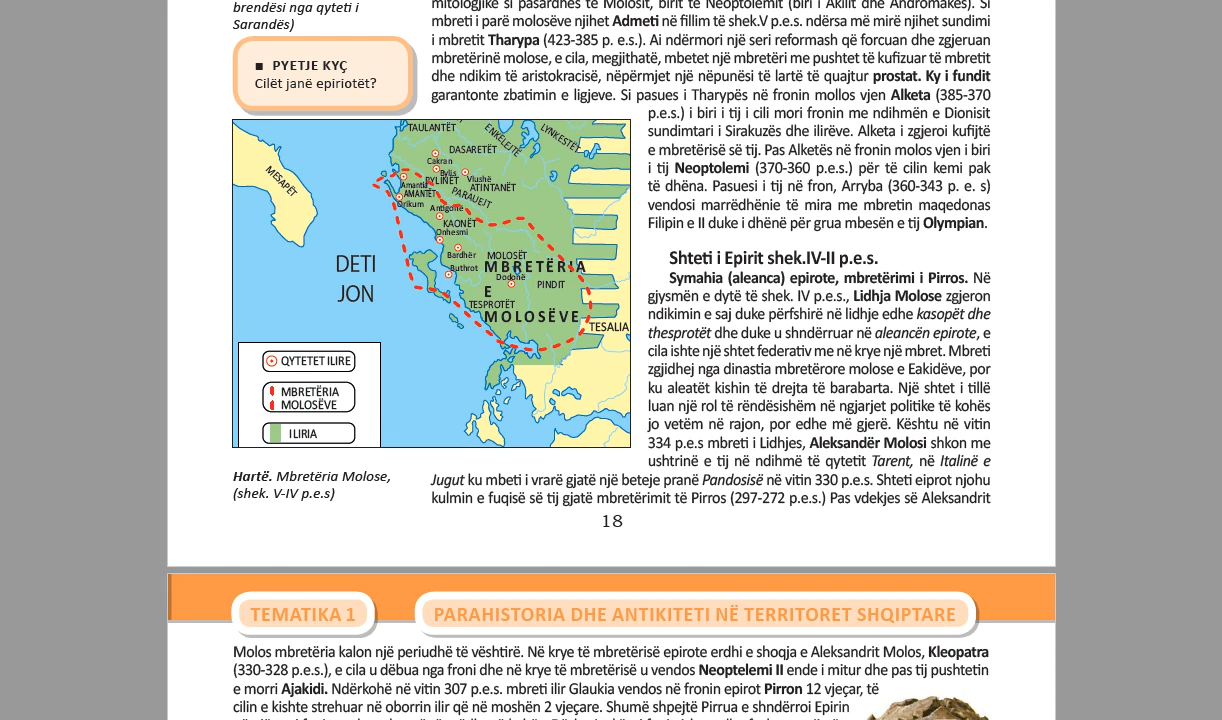 brendësi nga qyteti i
Sarandës)
■ PYETJE KYÇ
Cilët janë epiriotët?
mitologjike si pasardhës të Molosit, birit të Neoptolemit (biri i Akilit dhe Andromakës). Si
mbreti i parë molosëve njihet Admeti në fillim të shek.V p.e.s. ndërsa më mirë njihet sundimi
i mbretit Tharypa (423-385 p. e.s.). Ai ndërmori një seri reformash që forcuan dhe zgjeruan
mbretërinë molose, e cila, megjithatë, mbetet një mbretëri me pushtet të kufizuar të mbretit
dhe ndikim të aristokracisë, nëpërmjet një nëpunësi të lartë të quajtur prostat. Ky i fundit
garantonte zbatimin e ligjeve. Si pasues i Tharypës në fronin mollos vjen Alketa (385-370
p.e.s.) i biri i tij i cili mori fronin me ndihmën e Dionisit
sundimtari i Sirakuzës dhe ilirëve. Alketa i zgjeroi kufijtë
e mbretërisë së tij. Pas Alketës në fronin molos vjen i biri
i tij Neoptolemi (370-360 p.e.s.) për të cilin kemi pak
të dhëna. Pasuesi i tij në fron, Arryba (360-343 p. e. s)
vendosi marrëdhënie të mira me mbretin maqedonas
Filipin e II duke i dhënë për grua mbesën e tij Olympian.
Shteti i Epirit shek.IV-II p.e.s.
Symahia (aleanca) epirote, mbretërimi i Pirros. Në
gjysmën e dytë të shek. IV p.e.s., Lidhja Molose zgjeron
ndikimin e saj duke përfshirë në lidhje edhe kasopët dhe
thesprotët dhe duke u shndërruar në aleancën epirote, e
cila ishte një shtet federativ me në krye një mbret. Mbreti
zgjidhej nga dinastia mbretërore molose e Eakidëve, por
ku aleatët kishin të drejta të barabarta. Një shtet i tillë
luan një rol të rëndësishëm në ngjarjet politike të kohës
jo vetëm në rajon, por edhe më gjerë. Kështu në vitin
334 p.e.s mbreti i Lidhjes, Aleksandër Molosi shkon me
ushtrinë e tij në ndihmë të qytetit Tarent, në Italinë e
Jugut ku mbeti i vrarë gjatë një beteje pranë Pandosisë në vitin 330 p.e.s. Shteti eiprot njohu
kulmin e fuqisë së tij gjatë mbretërimit të Pirros (297-272 p.e.s.) Pas vdekjes së Aleksandrit
TAULANTËT
ENKELEJTË
LYNKESTËT
DASARETËT
Cakran
Bylis
BYLINËT
Vlushë
ATINTANËT
Amantia
AMANTËT
PARAUEJT
Orikum
Antigone
KAONËT
Onhesmi
Bardhër
MOLOSËT
MBRETËRIA
Buthrot
Dodonë
E
PINDIT
TESPROTËT
MOLOSËVE
TESALIA
MESAPËT
DETI
JON
QYTETET ILIRE
MBRETËRIA
MOLOSËVE
ILIRIA
Hartë. Mbretëria Molose,
(shek. V-IV p.e.s)
18
TEMATIKA 1
PARAHISTORIA DHE ANTIKITETI NË TERRITORET SHQIPTARE
Molos mbretëria kalon një periudhë të vështirë. Në krye të mbretërisë epirote erdhi e shoqja e Aleksandrit Molos, Kleopatra
(330-328 p.e.s.), e cila u dëbua nga froni dhe në krye të mbretërisë u vendos Neoptelemi II ende i mitur dhe pas tij pushtetin
e morri Ajakidi. Ndërkohë në vitin 307 p.e.s. mbreti ilir Glaukia vendos në fronin epirot Pirron 12 vjeçar, të
cilin e kishte strehuar në oborrin ilir që në moshën 2 vjeçare. Shumë shpejtë Pirrua e shndërroi Epirin